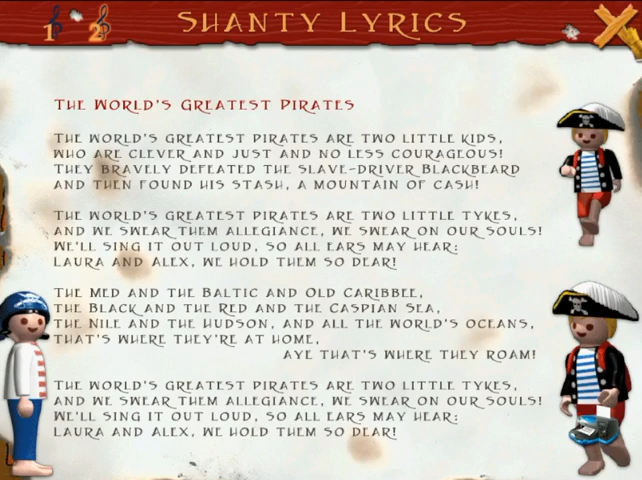 SHANTY LYRICS
1 2
THE WORLD'S GREATEST PIRATES
THE WORLD'S GREATEST PIRATES ARE TWO LITTLE KIDS,
WHO ARE CLEVER AND JUST AND NO LESS COURAGEOUS!
THEY BRAVELY DEFEATED THE SLAVE-DRIVER BLACKBEARD
AND THEN FOUND HIS STASH, A MOUNTAIN OF CASH!
THE WORLD'S GREATEST PIRATES ARE TWO LITTLE TYKES,
AND WE SWEAR THEM ALLEGIANCE, WE SWEAR ON OUR SOULS!
WE'LL SING IT OUT LOUD, SO ALL EARS MAY HEAR:
LAURA AND ALEX, WE HOLD THEM SO DEAR!
THE MED AND THE BALTIC AND OLD CARIBBEE,
THE BLACK AND THE RED AND THE CASPIAN SEA,
THE NILE AND THE HUDSON, AND ALL THE WORLD'S OCEANS,
THAT'S WHERE THEY'RE AT HOME,
AYE THAT'S WHERE THEY ROAM!
THE WORLD'S GREATEST PIRATES ARE TWO LITTLE TYKES,
AND WE SWEAR THEM ALLEGIANCE, WE SWEAR ON OUR SOULS!
WE'LL SING IT OUT LOUD, SO ALL EARS MAY HEAR:
LAURA AND ALEX, WE HOLD THEM SO DEAR!